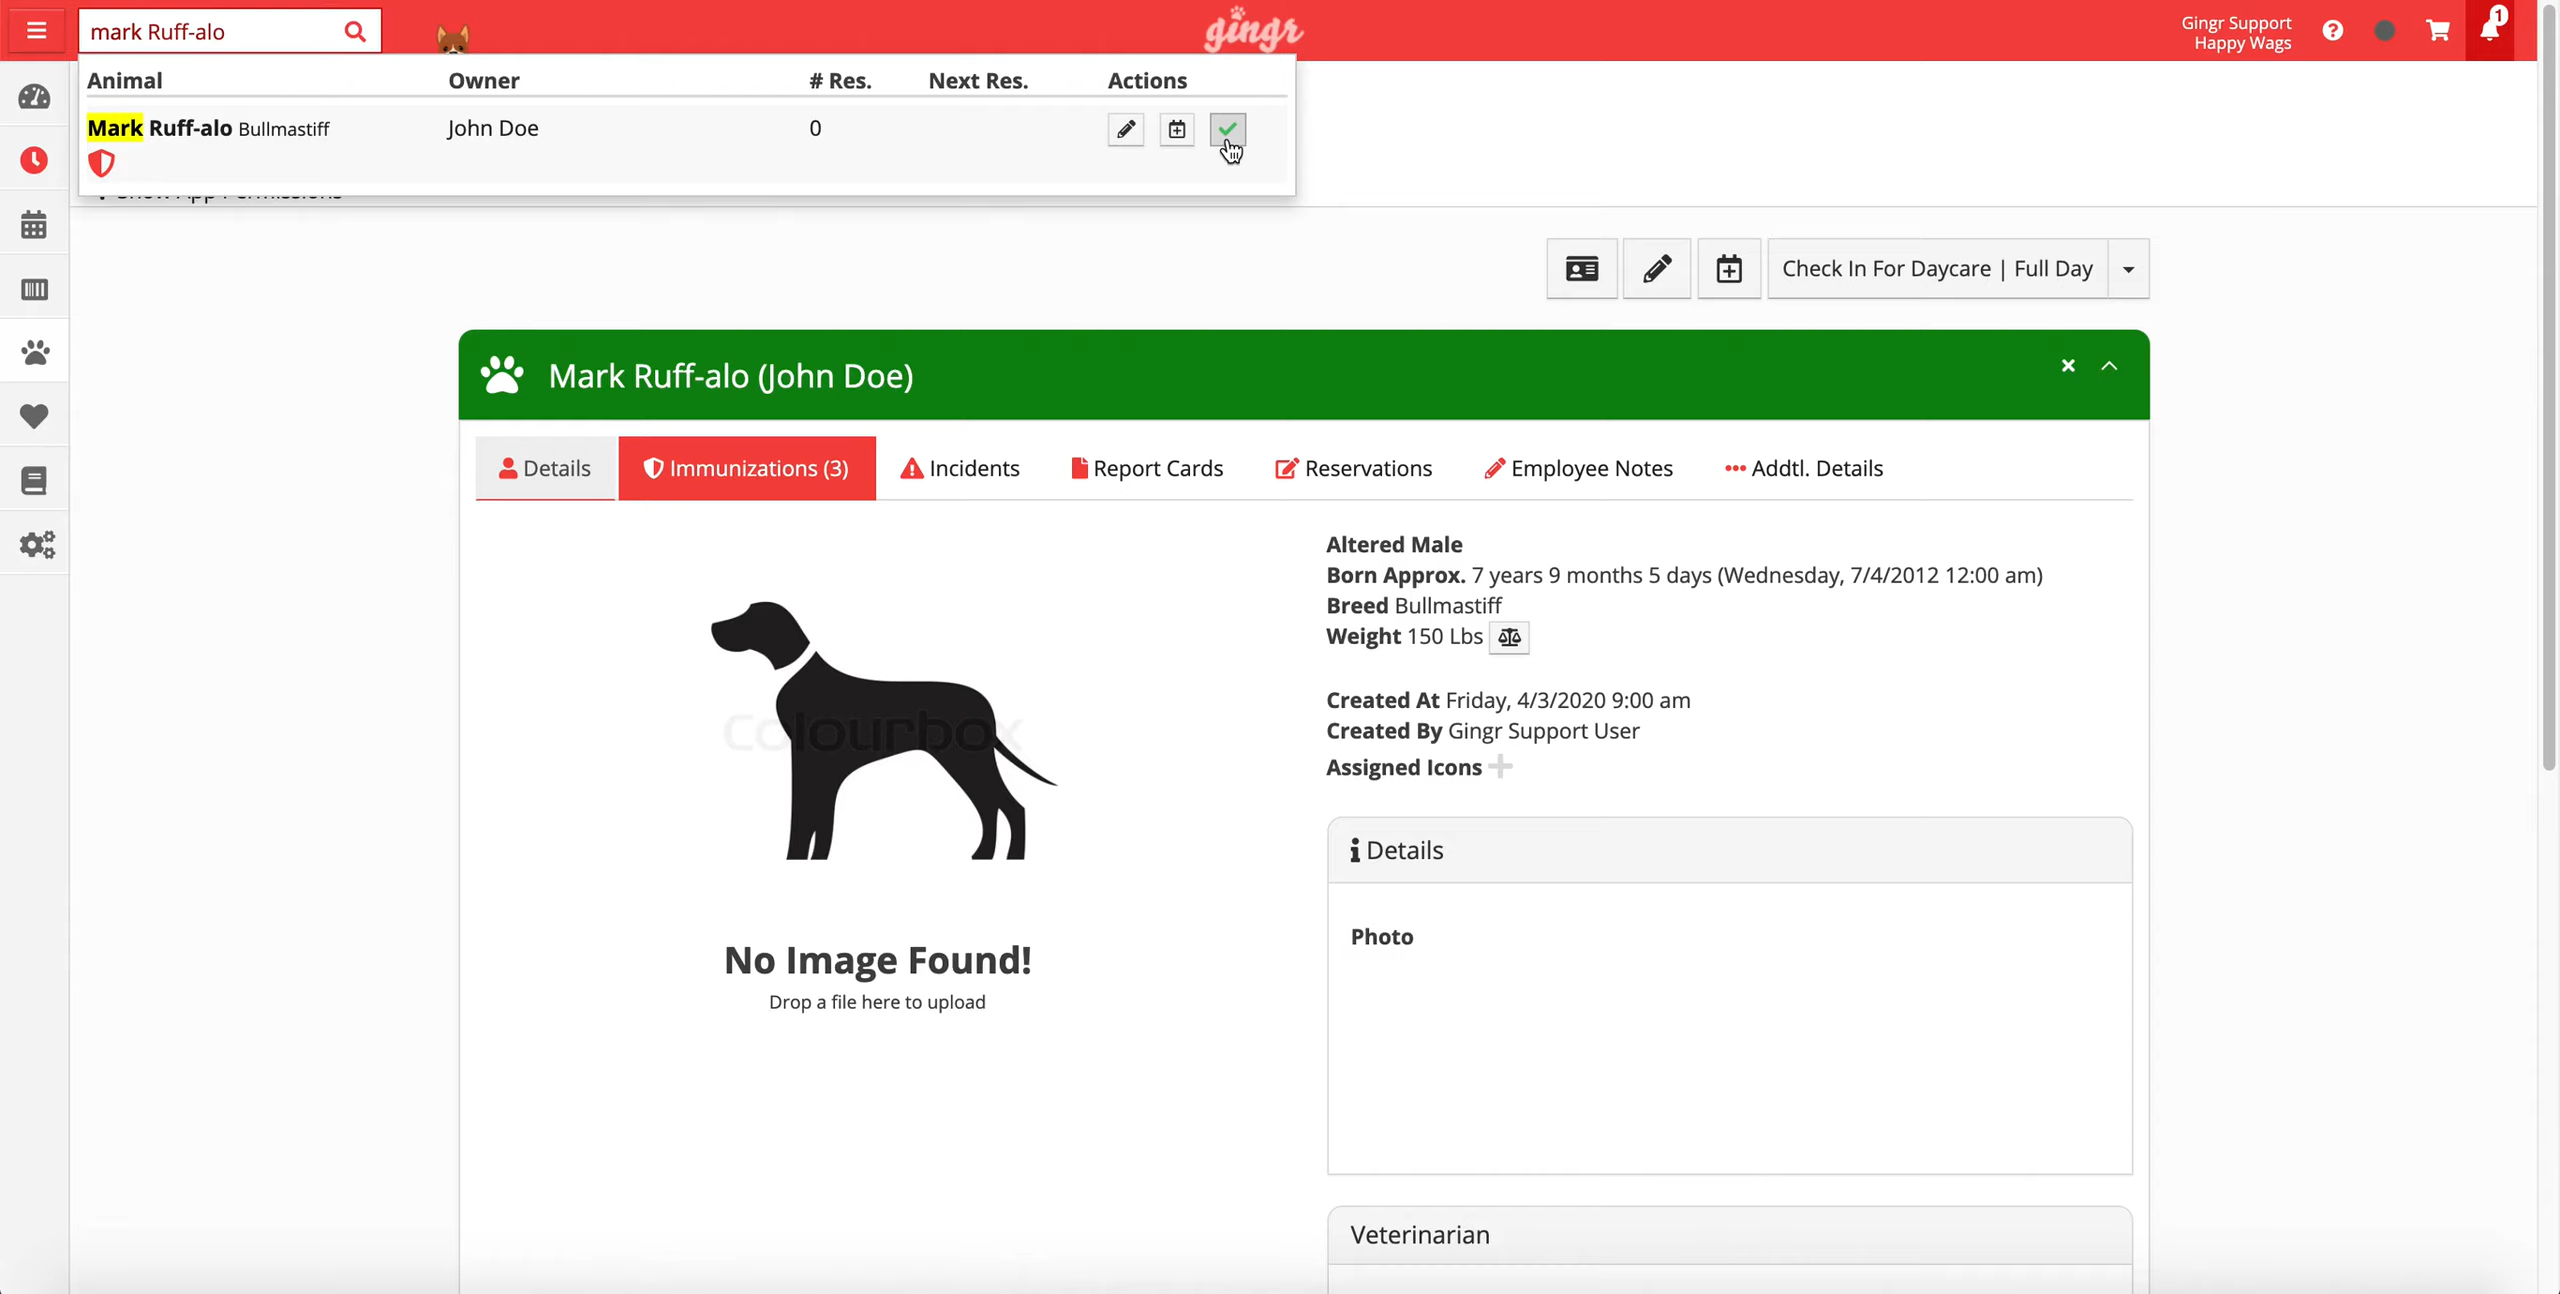 mark Ruff-alo
gingr
Gingr Support
Happy Wags
1
Animal Owner # Res. Next Res. Actions
Mark Ruff-alo Bullmastiff John Doe 0
Check In For Daycare | Full Day
Mark Ruff-alo (John Doe)
Details Immunizations (3) Incidents Report Cards Reservations Employee Notes Addtl. Details
Altered Male
Born Approx. 7 years 9 months 5 days (Wednesday, 7/4/2012 12:00 am)
Breed Bullmastiff
Weight 150 Lbs
Created At Friday, 4/3/2020 9:00 am
Created By Gingr Support User
Assigned Icons
colourbox
No Image Found!
Drop a file here to upload
Details
Photo
Veterinarian